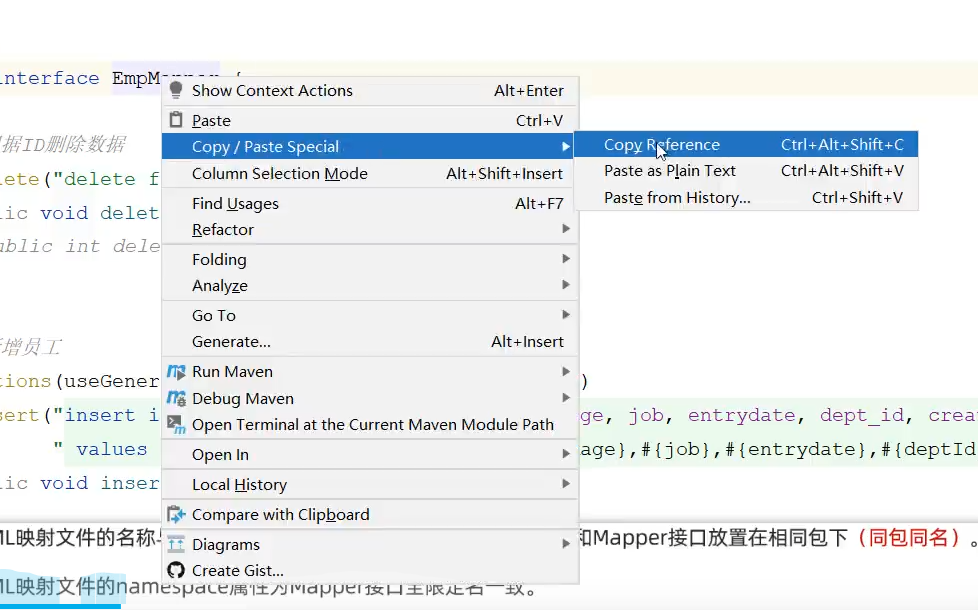 interface EmpMapper {
Show Context Actions Alt+Enter
Paste Ctrl+V
据ID删除数据
Copy / Paste Special
Copy Reference Ctrl+Alt+Shift+C
ete("delete f
Column Selection Mode Alt+Shift+Insert
Paste as Plain Text Ctrl+Alt+Shift+V
Paste from History... Ctrl+Shift+V
lic void delet
Find Usages Alt+F7
Refactor
ublic int dele
Folding
Analyze
Go To
Generate... Alt+Insert
增员工
Run Maven
tions(useGener )
Debug Maven
sert("insert i ge, job, entrydate, dept_id, crea
Open Terminal at the Current Maven Module Path
" values age},#{job},#{entrydate},#{deptId
Open In
lic void inser
Local History
Compare with Clipboard
ML映射文件的名称 和Mapper接口放置在相同包下（同包同名）。
Diagrams
Create Gist...
ML映射文件的namespace属性为Mapper接口全限定名一致。